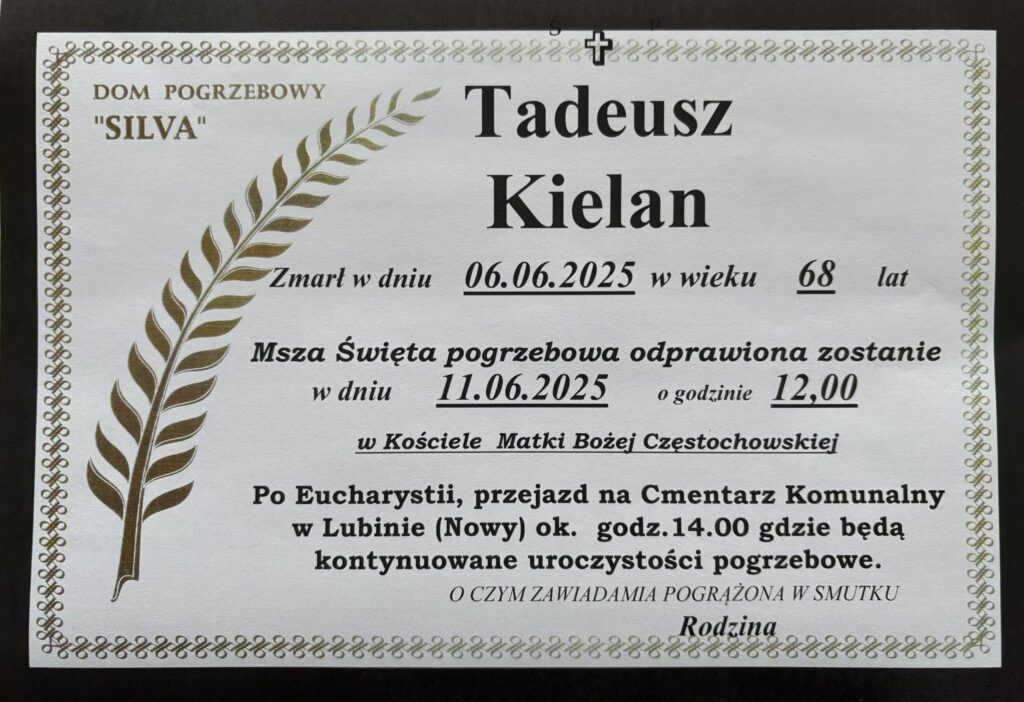 Ś P
DOM POGRZEBOWY
"SILVA"
Tadeusz
Kielan
Zmarł w dniu 06.06.2025 w wieku 68 lat
Msza Święta pogrzebowa odprawiona zostanie
w dniu 11.06.2025 o godzinie 12,00
w Kościele Matki Bożej Częstochowskiej
Po Eucharystii, przejazd na Cmentarz Komunalny
w Lubinie (Nowy) ok. godz.14.00 gdzie będą
kontynuowane uroczystości pogrzebowe.
O CZYM ZAWIADAMIA POGRĄŻONA W SMUTKU
Rodzina